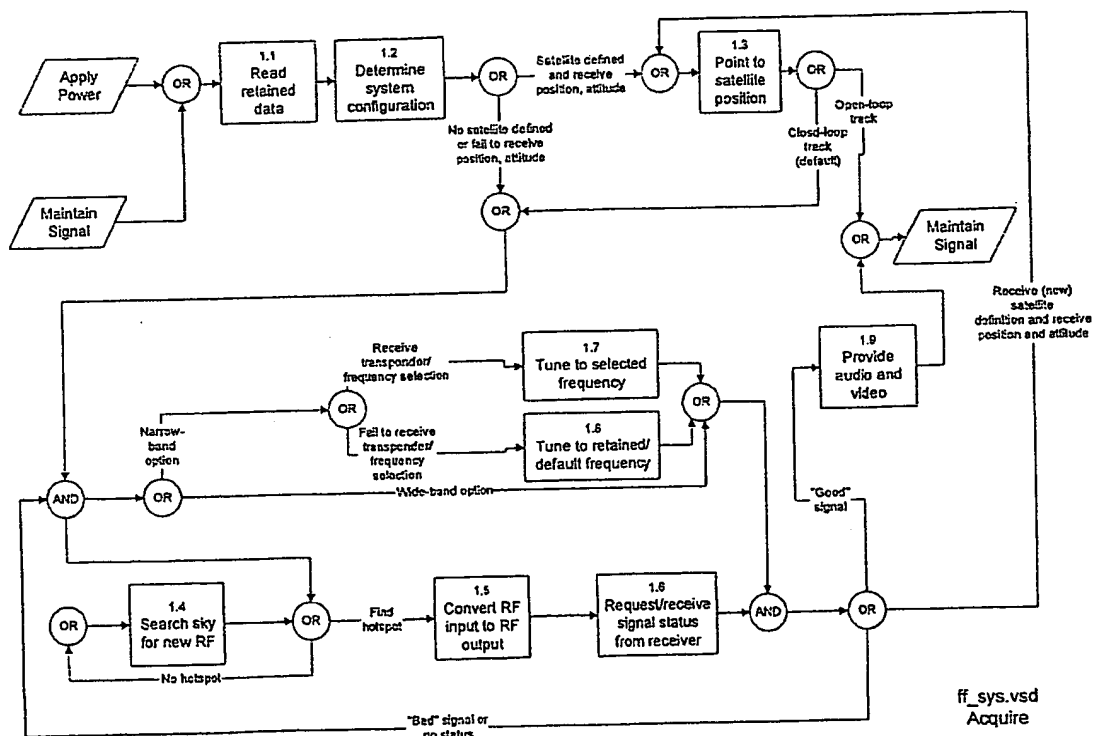 Apply
Power
OR
1.1
Read
retained
data
1.2
Determine
system
configuration
OR
Satellite defined
and receive
position, attitude
OR
1.3
Point to
satellite
position
OR
Open-loop
track
Closd-loop
track
(default)
No satellite defined
or fail to receive
position, attitude
Maintain
Signal
OR
OR
Maintain
Signal
Receive (new)
satellite
definition and receive
position and attitude
Receive
transponder/
frequency selection
1.7
Tune to selected
frequency
1.9
Provide
audio and
video
OR
OR
Narrow-
band
option
Fail to receive
transponder/
frequency
selection
1.8
Tune to retained/
default frequency
AND
OR
Wide-band option
"Good"
signal
OR
1.4
Search sky
for new RF
OR
Find
hotspot
1.5
Convert RF
input to RF
output
1.6
Request/receive
signal status
from receiver
AND
OR
No hotspot
"Bad" signal or
no status
ff_sys.vsd
Acquire